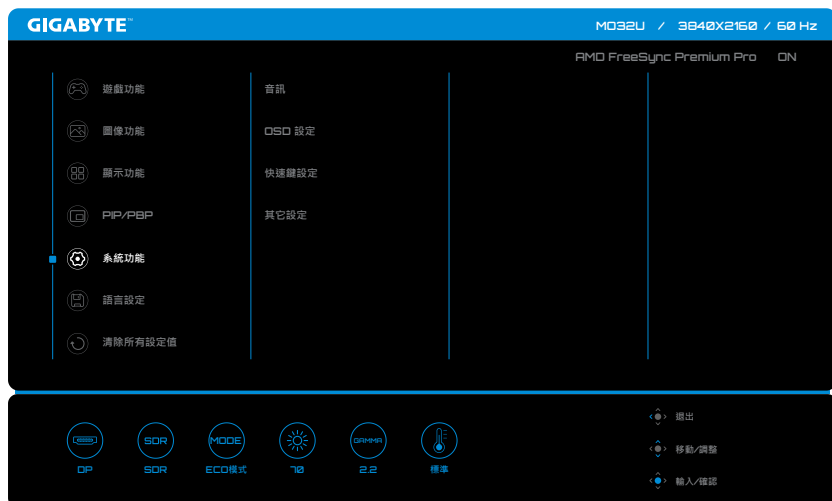 GIGABYTE™
MO32U / 3840X2160 / 60 Hz
AMD FreeSync Premium Pro ON
遊戲功能
圖像功能
顯示功能
PIP/PBP
系統功能
語言設定
清除所有設定值
音訊
OSD 設定
快速鍵設定
其它設定
SDR
MODE
GAMMA
DP
SDR
ECO模式
70
2.2
標準
退出
移動/調整
輸入/確認